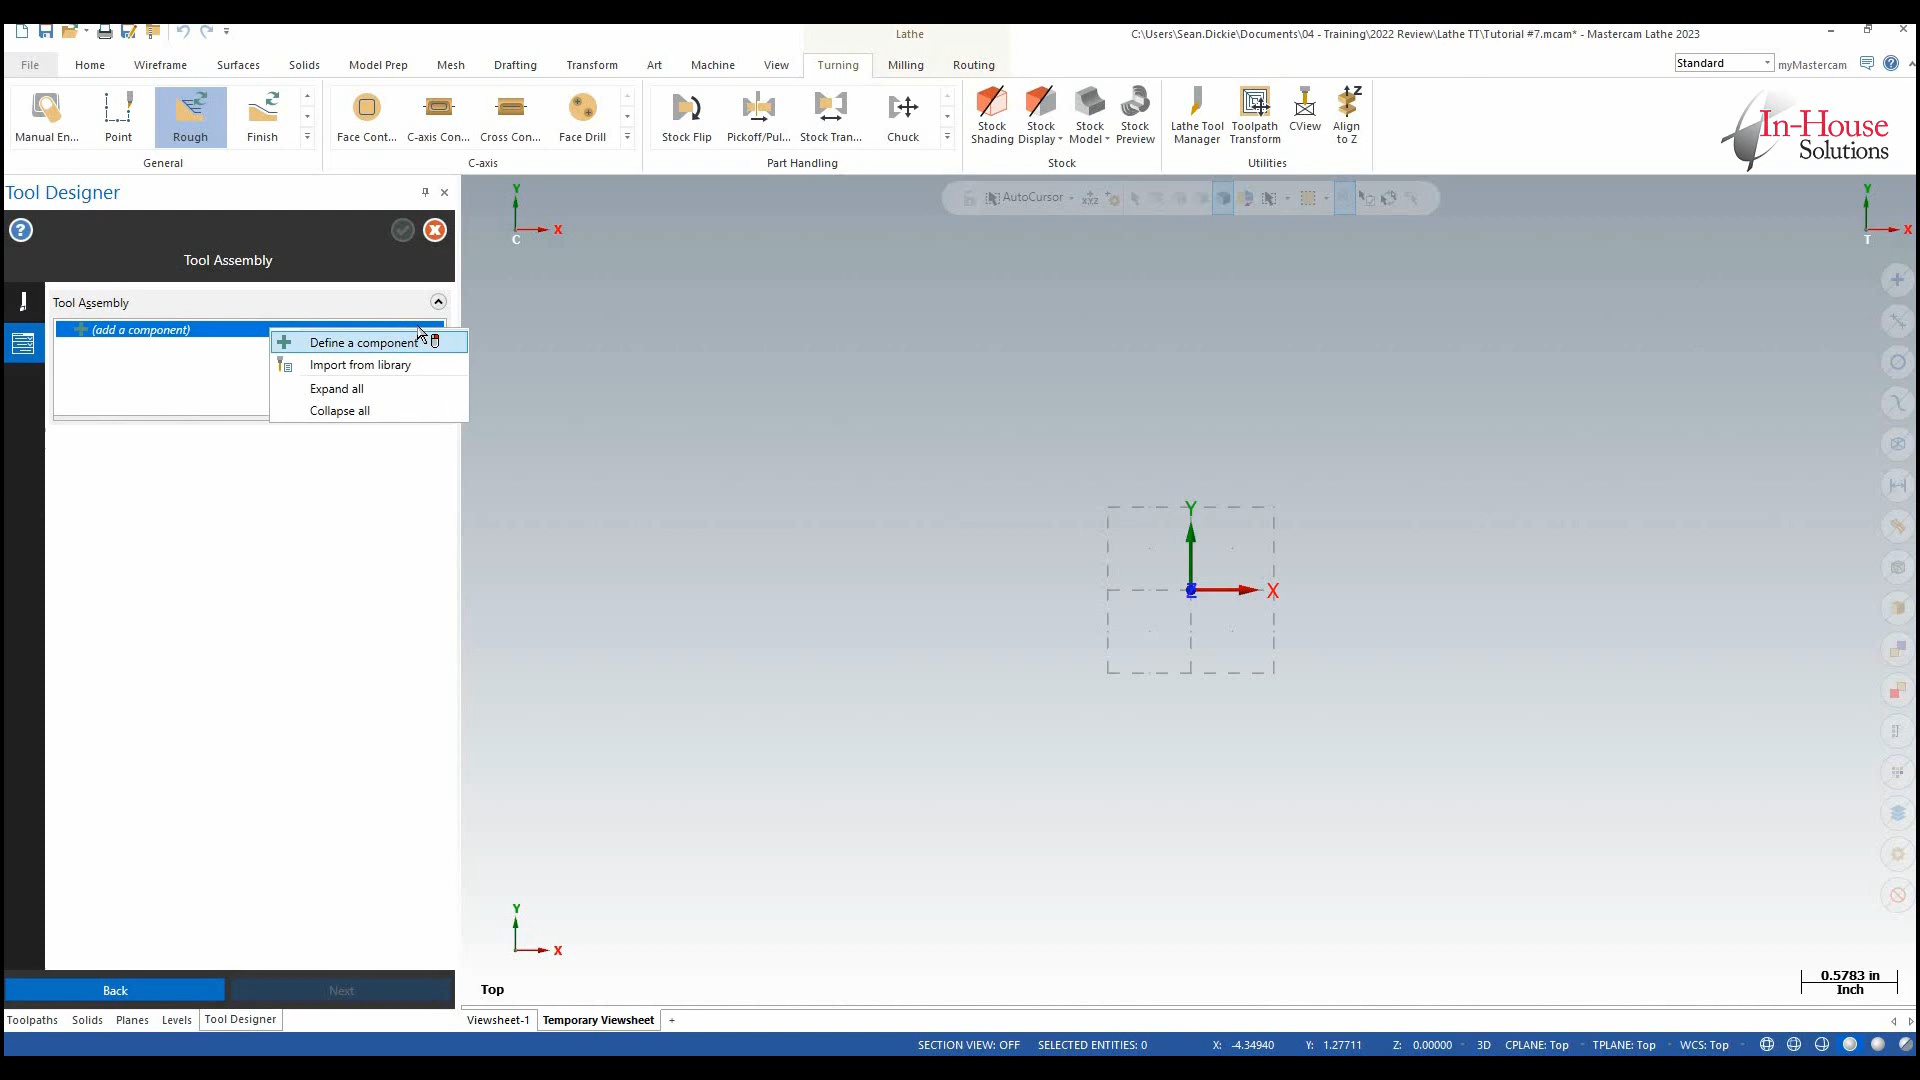 Lathe
C:\Users\Sean.Dickie\Documents\04 - Training\2022 Review\Lathe TT\Tutorial #7.mcam* - Mastercam Lathe 2023
File Home Wireframe Surfaces Solids Model Prep Mesh Drafting Transform Art Machine View Turning Milling Routing
Standard
myMastercam
Manual En... Point Rough Finish
General
Face Cont... C-axis Con... Cross Con... Face Drill
C-axis
Stock Flip Pickoff/Pul... Stock Tran... Chuck
Part Handling
Stock Shading
Stock Display
Stock Model
Stock Preview
Stock
Lathe Tool Manager
Toolpath Transform
CView
Align to Z
Utilities
In-House
Solutions
Tool Designer
Tool Assembly
Tool Assembly
(add a component)
Define a component
Import from library
Expand all
Collapse all
AutoCursor
XYZ
Y
X
C
Y
X
T
Y
X
Z
Y
X
Top
0.5783 in
Inch
Back
Next
Toolpaths Solids Planes Levels Tool Designer
Viewsheet-1 Temporary Viewsheet +
SECTION VIEW: OFF SELECTED ENTITIES: 0 X: -4.34940 Y: 1.27711 Z: 0.00000 3D CPLANE: Top TPLANE: Top WCS: Top